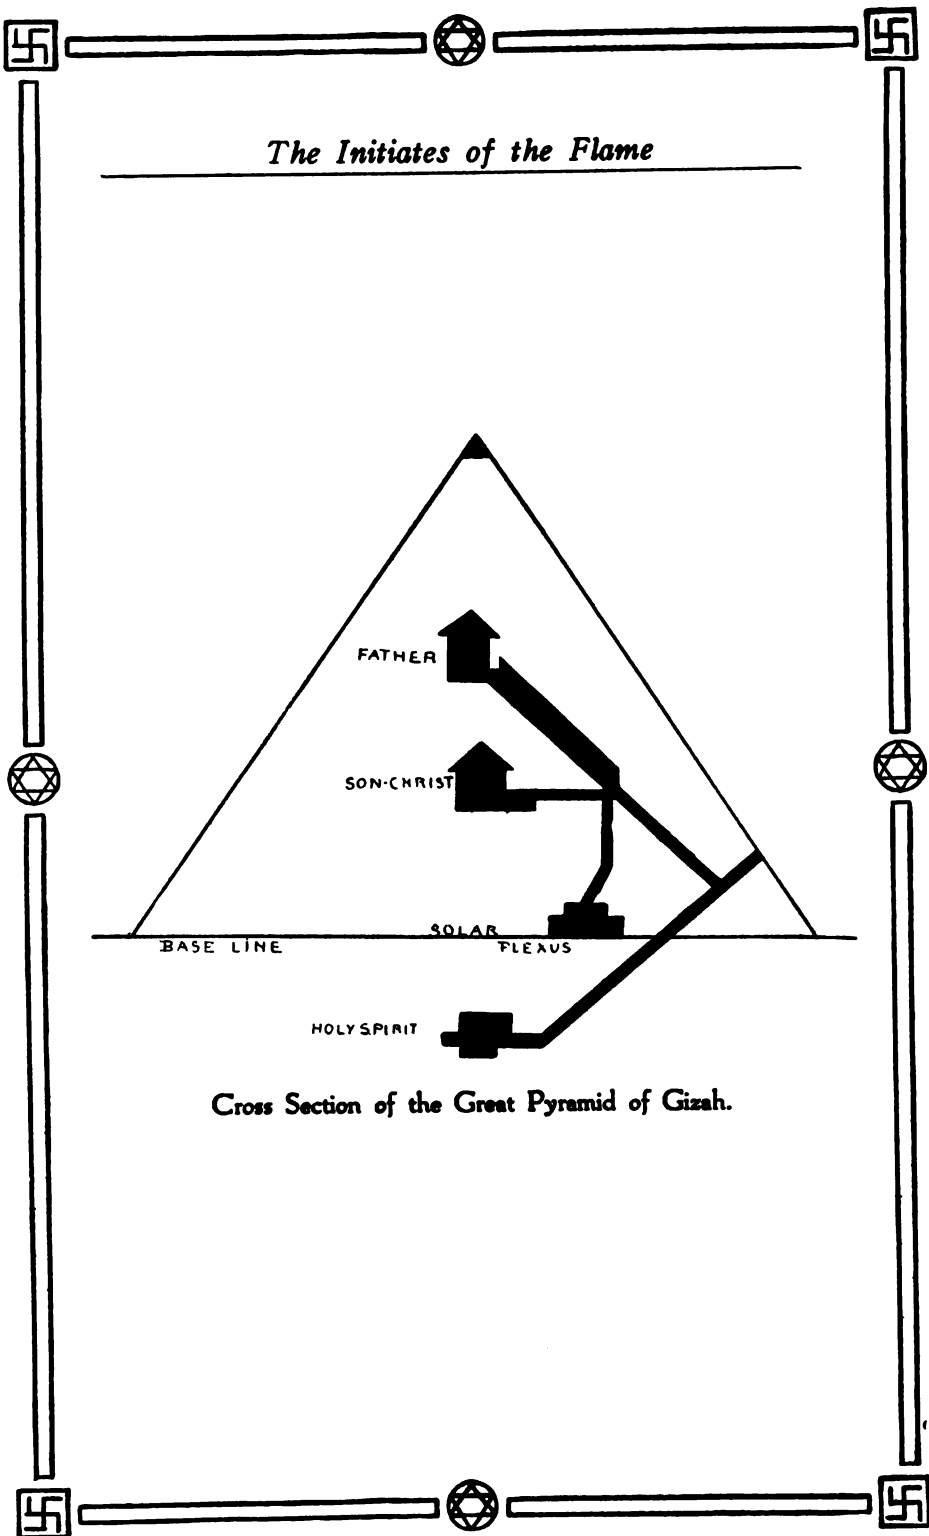 The Initiates of the Flame
FATHER
SON-CHRIST
SOLAR
BASE LINE
FLEXUS
HOLY SPIRIT
Cross Section of the Great Pyramid of Gizah.